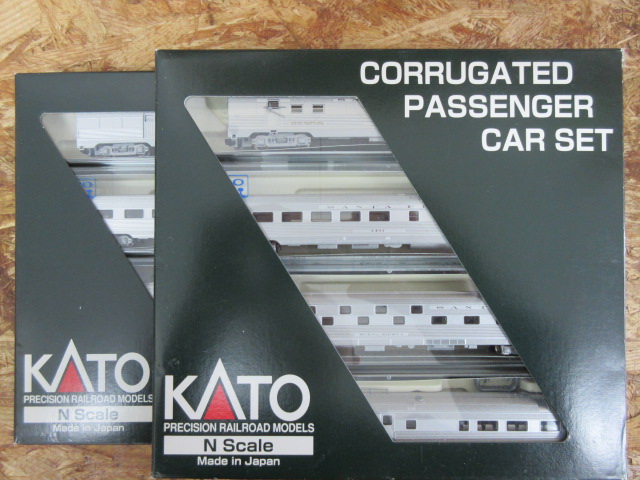 CORRUGATED
PASSENGER
CAR SET
SANTA F
KATO
PRECISION RAILROAD MODELS
N Scale
Made in Japan
KATO
PRECISION RAILROAD MODELS
N Scale
Made in Japan